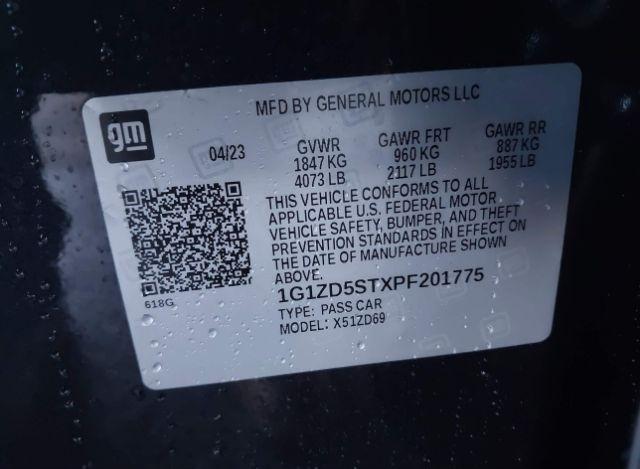 MFD BY GENERAL MOTORS LLC
gm
04/23 GVWR GAWR FRT GAWR RR
1847 KG 960 KG 887 KG
4073 LB 2117 LB 1955 LB
THIS VEHICLE CONFORMS TO ALL
APPLICABLE U.S. FEDERAL MOTOR
VEHICLE SAFETY, BUMPER, AND THEFT
PREVENTION STANDARDS IN EFFECT ON
THE DATE OF MANUFACTURE SHOWN
ABOVE.
618G
1G1ZD5STXPF201775
TYPE: PASS CAR
MODEL: X51ZD69